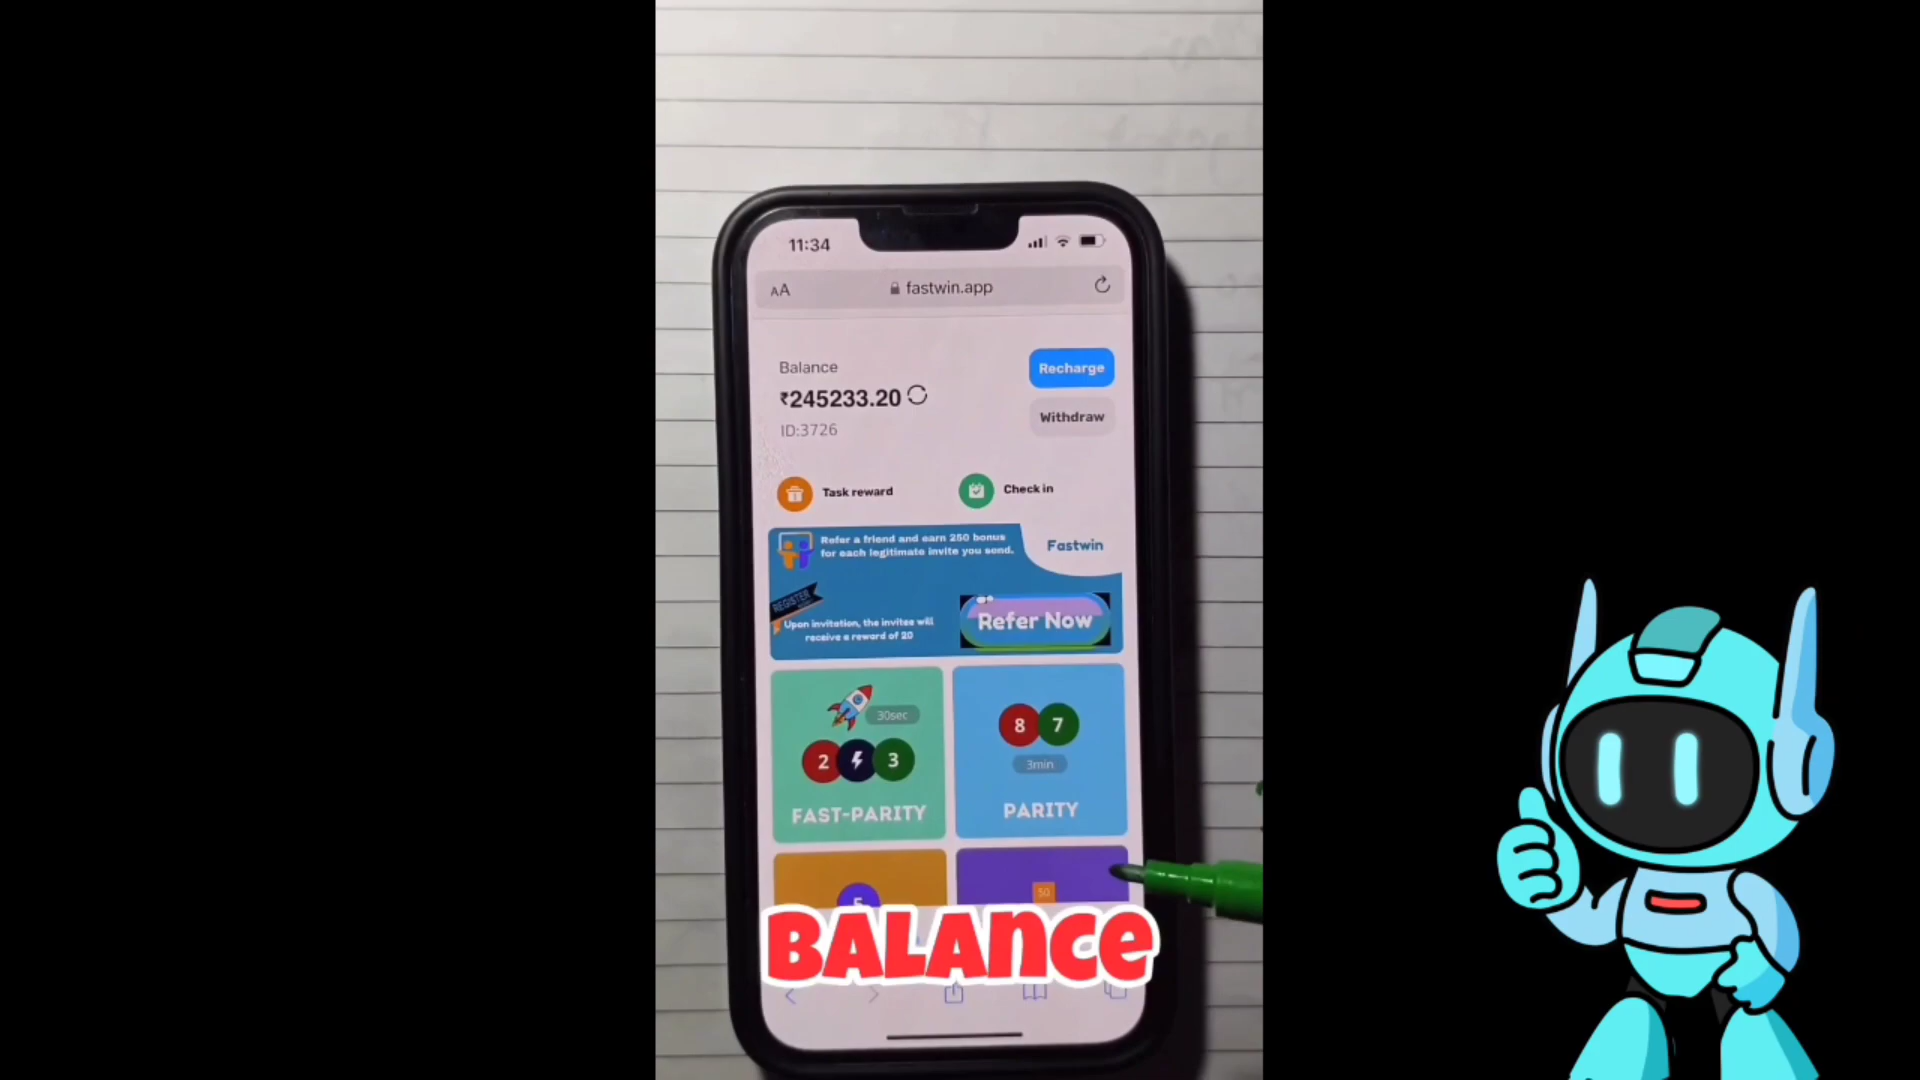 11:34
AA
fastwin.app
Balance
Recharge
₹245233.20
Withdraw
ID:3726
Task reward
Check in
Refer a friend and earn 250 bonus
for each legitimate invite you send.
Fastwin
REGISTER
Upon invitation, the invitee will
receive a reward of 20
Refer Now
30sec
2
3
FAST-PARITY
8
7
3min
PARITY
5
50
BALANCE